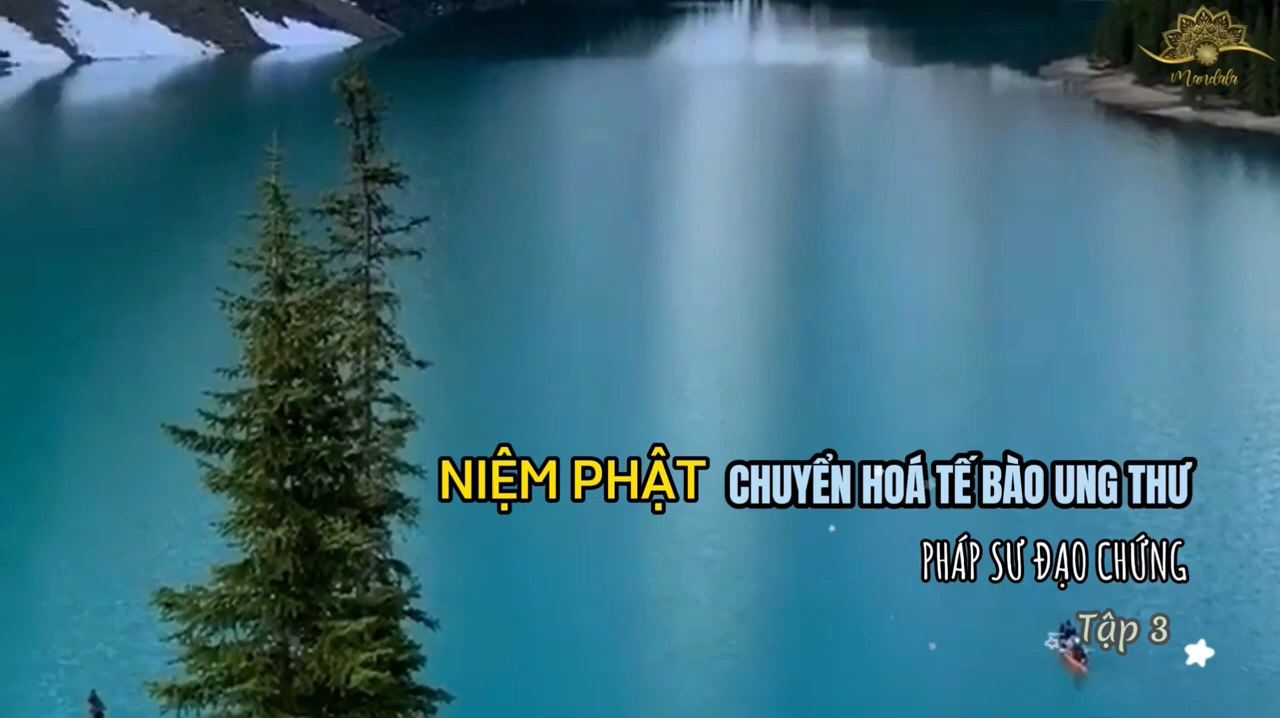 Mandala
NIỆM PHẬT CHUYỂN HOÁ TẾ BÀO UNG THƯ
PHÁP SƯ ĐẠO CHỨNG
Tập 3